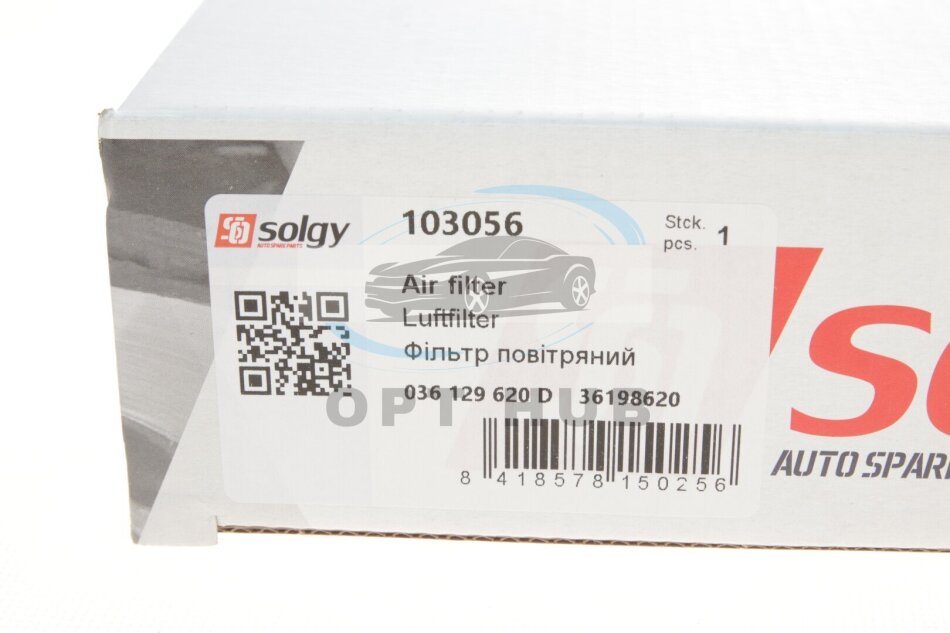 solgy
AUTO SPARE PARTS
103056
Stck.
pcs. 1
Air filter
Luftfilter
Фільтр повітряний
036 129 620 D 36198620
OPT HUB
8 418578 150256
AUTO SPAR